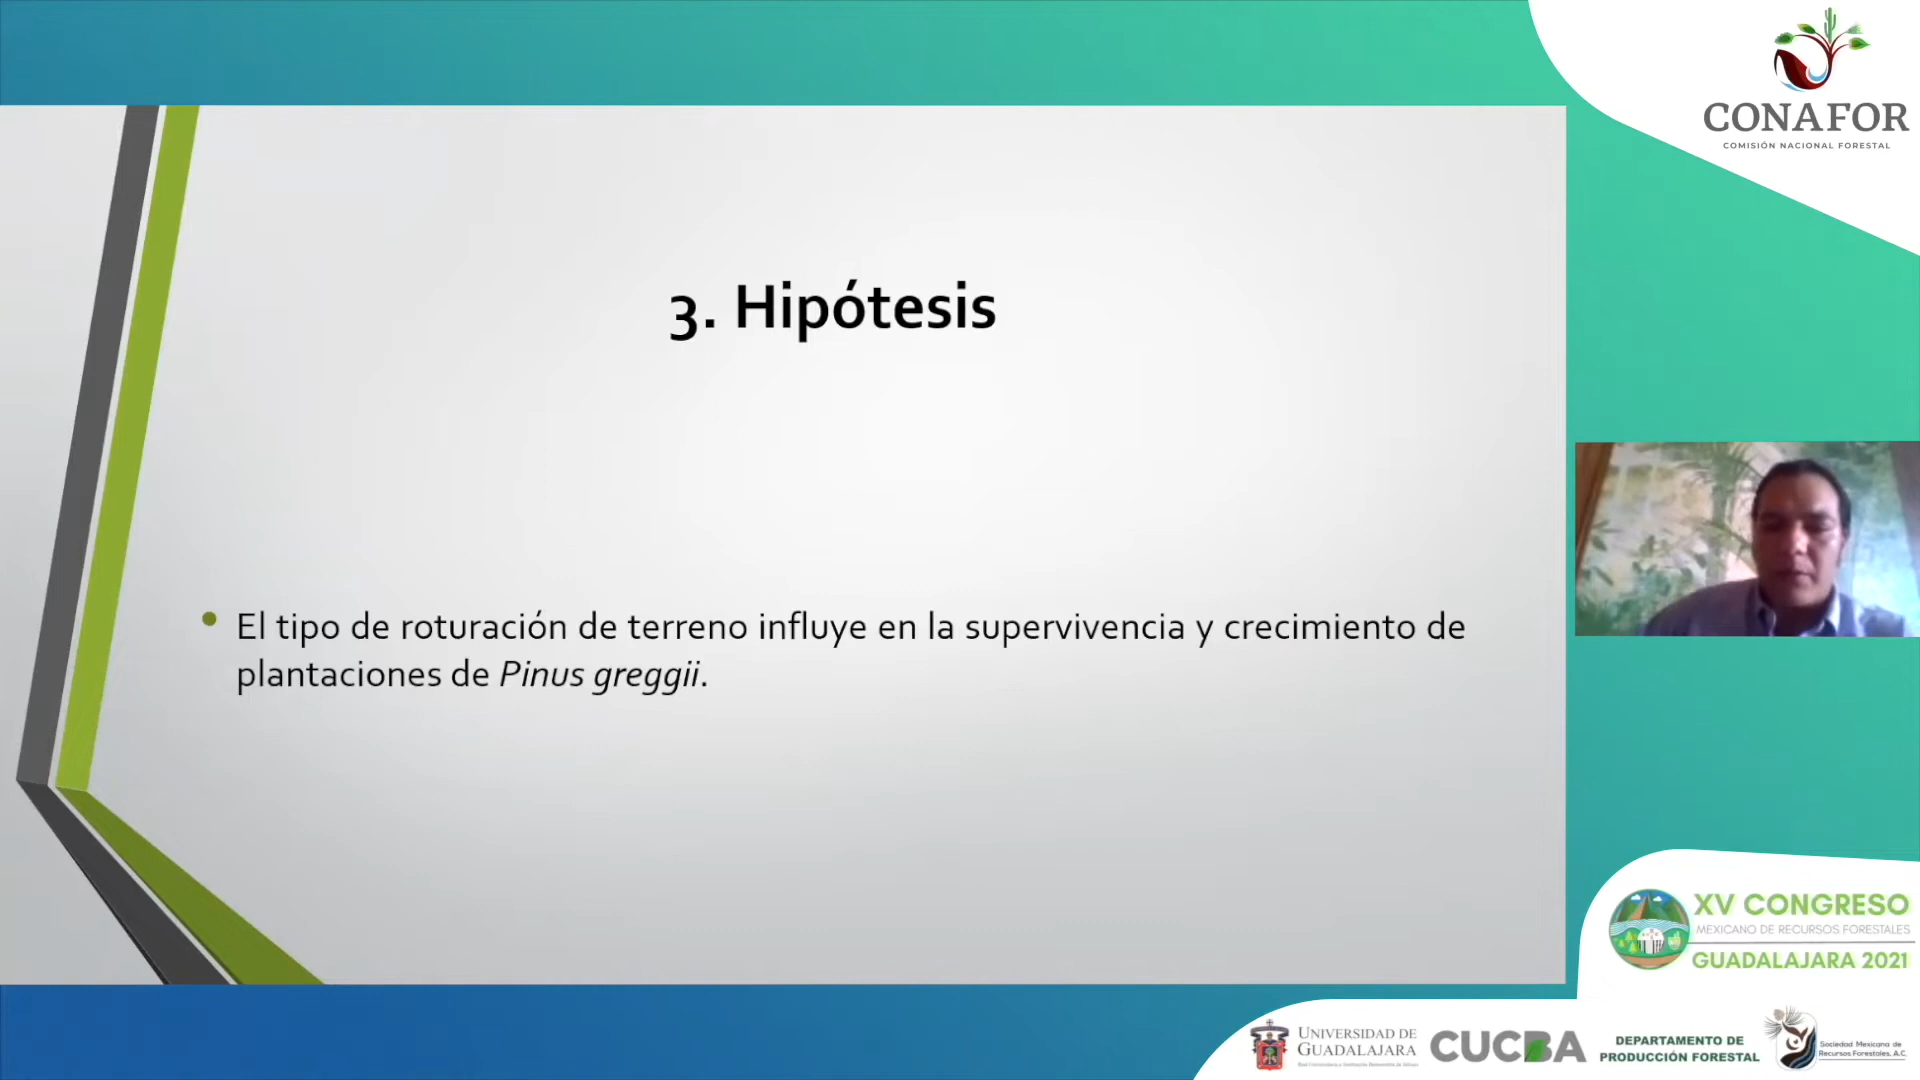 CONAFOR
COMISIÓN NACIONAL FORESTAL
3. Hipótesis
• El tipo de roturación de terreno influye en la supervivencia y crecimiento de
plantaciones de Pinus greggii.
XV CONGRESO
MEXICANO DE RECURSOS FORESTALES
GUADALAJARA 2021
UNIVERSIDAD DE
GUADALAJARA
CUCBA
DEPARTAMENTO DE
PRODUCCIÓN FORESTAL
Sociedad Mexicana de
Recursos Forestales, A.C.